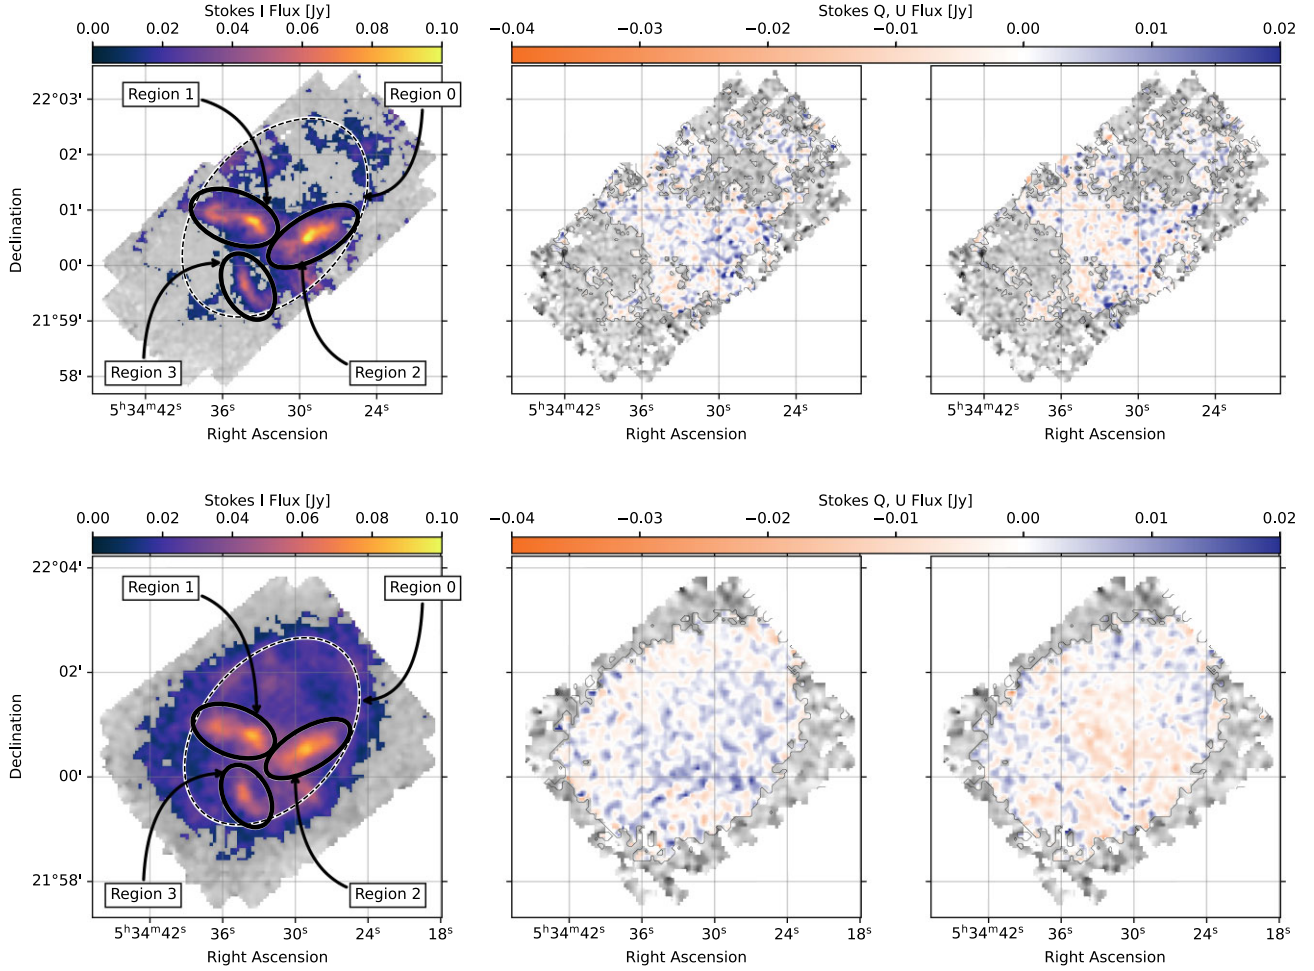 Stokes I Flux [Jy]
Stokes Q, U Flux [Jy]
0.00 0.02 0.04 0.06 0.08 0.10
−0.04 −0.03 −0.02 −0.01 0.00 0.01 0.02
Region 1
Region 0
22°03'
02'
01'
00'
21°59'
58'
Declination
Region 3
Region 2
5ʰ34ᵐ42ˢ 36ˢ 30ˢ 24ˢ
5ʰ34ᵐ42ˢ 36ˢ 30ˢ 24ˢ
5ʰ34ᵐ42ˢ 36ˢ 30ˢ 24ˢ
Right Ascension
Right Ascension
Right Ascension
Stokes I Flux [Jy]
Stokes Q, U Flux [Jy]
0.00 0.02 0.04 0.06 0.08 0.10
−0.04 −0.03 −0.02 −0.01 0.00 0.01 0.02
Region 1
Region 0
22°04'
02'
00'
21°58'
Declination
Region 3
Region 2
5ʰ34ᵐ42ˢ 36ˢ 30ˢ 24ˢ 18ˢ
5ʰ34ᵐ42ˢ 36ˢ 30ˢ 24ˢ 18ˢ
5ʰ34ᵐ42ˢ 36ˢ 30ˢ 24ˢ 18ˢ
Right Ascension
Right Ascension
Right Ascension